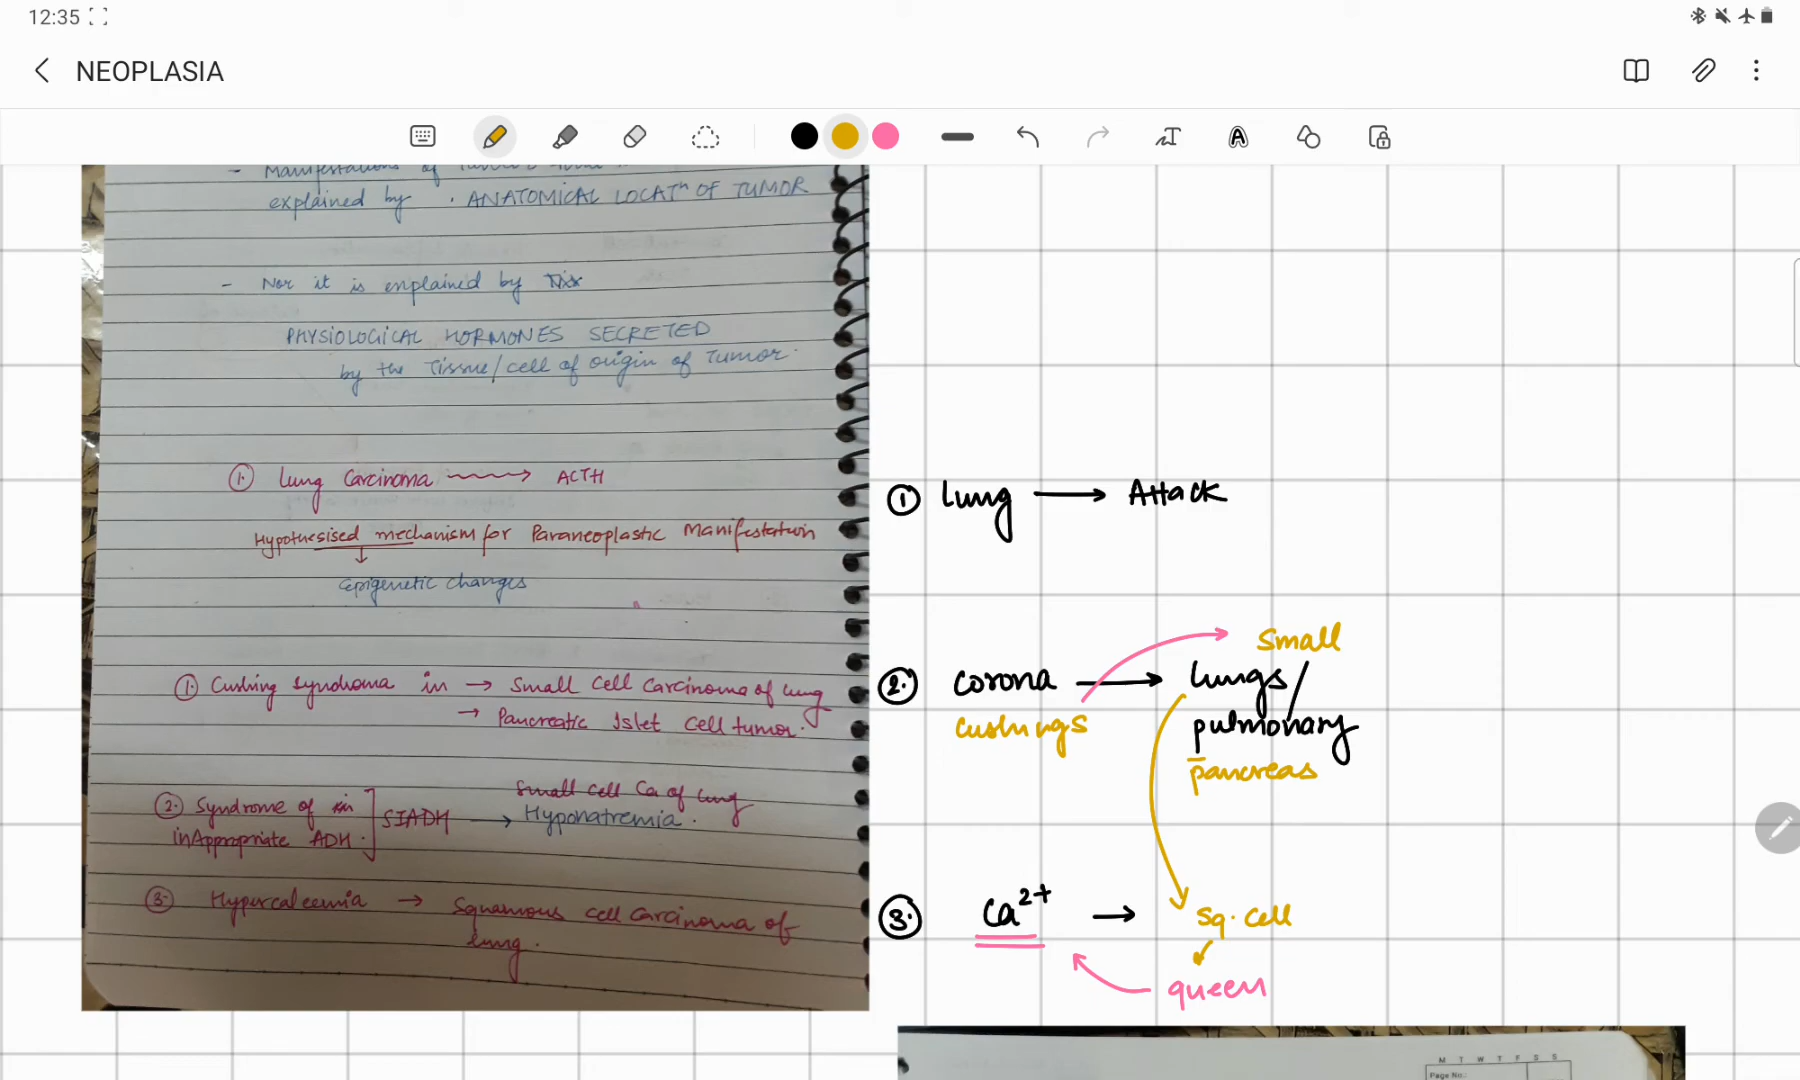 12:35
NEOPLASIA
explained by . ANATOMICAL LOCATⁿ OF TUMOR
- Nor it is enplained by
PHYSIOLOGICAL HORMONES SECRETED
by the Tissue/cell of origin of Tumor.
① Lung Carcinoma → ACTH
Hypothesised mechanism for Paraneoplastic Manifestation
↓
epigenetic changes
① Cushing syndroma in → Small Cell Carcinoma of lung
→ Pancreatic Islet Cell tumor.
② Syndrome of
inAppropriate ADH.
SIADH →
Small cell Ca of lung
Hyponatremia.
③ Hypercalcemia → Squamous cell Carcinoma of
lung.
① Lung → Attack
②. Corona → lungs/
Small
cushings
pulmonary
pancreas
③. Ca²⁺ → Sq. Cell
queen
M T W T F S S
Page No.: